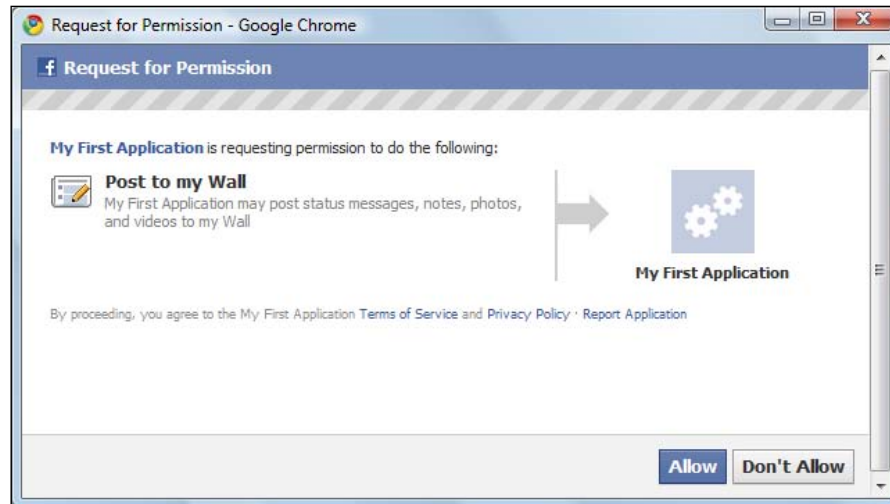 Request for Permission - Google Chrome
f Request for Permission
My First Application is requesting permission to do the following:
Post to my Wall
My First Application may post status messages, notes, photos,
and videos to my Wall
My First Application
By proceeding, you agree to the My First Application Terms of Service and Privacy Policy · Report Application
Allow Don't Allow